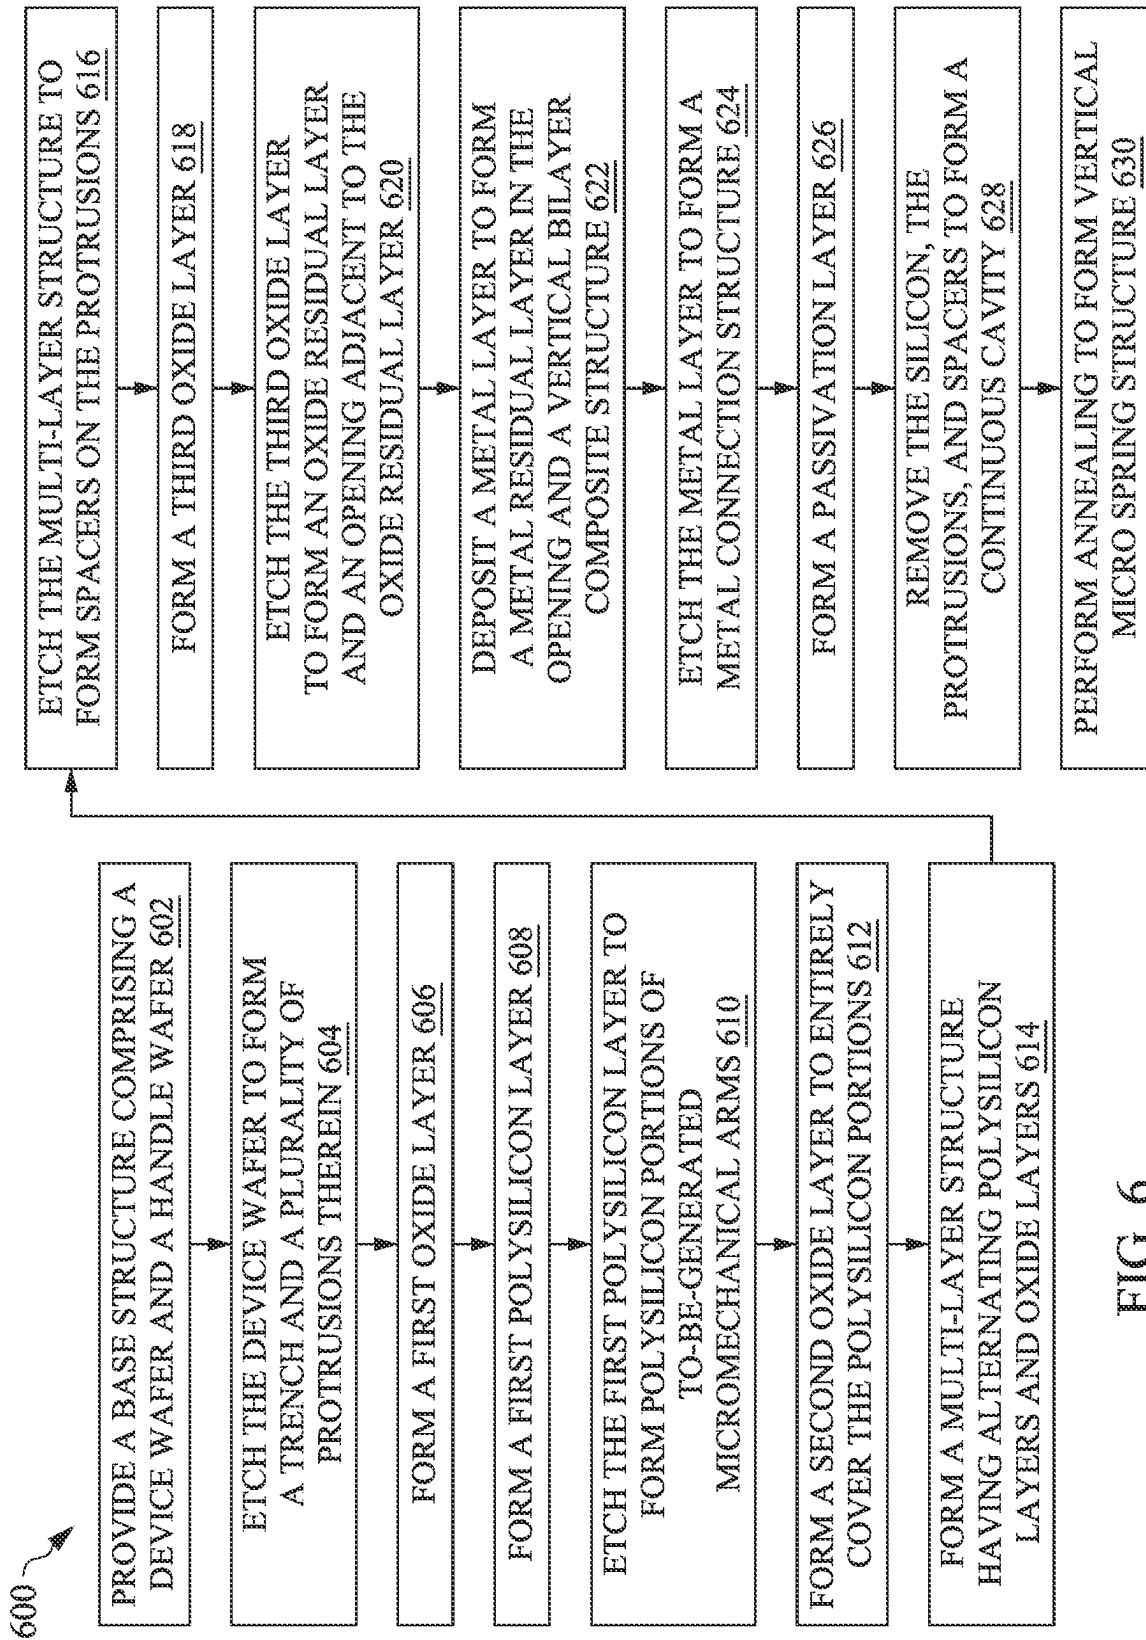 600
PROVIDE A BASE STRUCTURE COMPRISING A
DEVICE WAFER AND A HANDLE WAFER 602
ETCH THE DEVICE WAFER TO FORM
A TRENCH AND A PLURALITY OF
PROTRUSIONS THEREIN 604
FORM A FIRST OXIDE LAYER 606
FORM A FIRST POLYSILICON LAYER 608
ETCH THE FIRST POLYSILICON LAYER TO
FORM POLYSILICON PORTIONS OF
TO-BE-GENERATED
MICROMECHANICAL ARMS 610
FORM A SECOND OXIDE LAYER TO ENTIRELY
COVER THE POLYSILICON PORTIONS 612
FORM A MULTI-LAYER STRUCTURE
HAVING ALTERNATING POLYSILICON
LAYERS AND OXIDE LAYERS 614
ETCH THE MULTI-LAYER STRUCTURE TO
FORM SPACERS ON THE PROTRUSIONS 616
FORM A THIRD OXIDE LAYER 618
ETCH THE THIRD OXIDE LAYER
TO FORM AN OXIDE RESIDUAL LAYER
AND AN OPENING ADJACENT TO THE
OXIDE RESIDUAL LAYER 620
DEPOSIT A METAL LAYER TO FORM
A METAL RESIDUAL LAYER IN THE
OPENING AND A VERTICAL BILAYER
COMPOSITE STRUCTURE 622
ETCH THE METAL LAYER TO FORM A
METAL CONNECTION STRUCTURE 624
FORM A PASSIVATION LAYER 626
REMOVE THE SILICON, THE
PROTRUSIONS, AND SPACERS TO FORM A
CONTINUOUS CAVITY 628
PERFORM ANNEALING TO FORM VERTICAL
MICRO SPRING STRUCTURE 630
FIG. 6